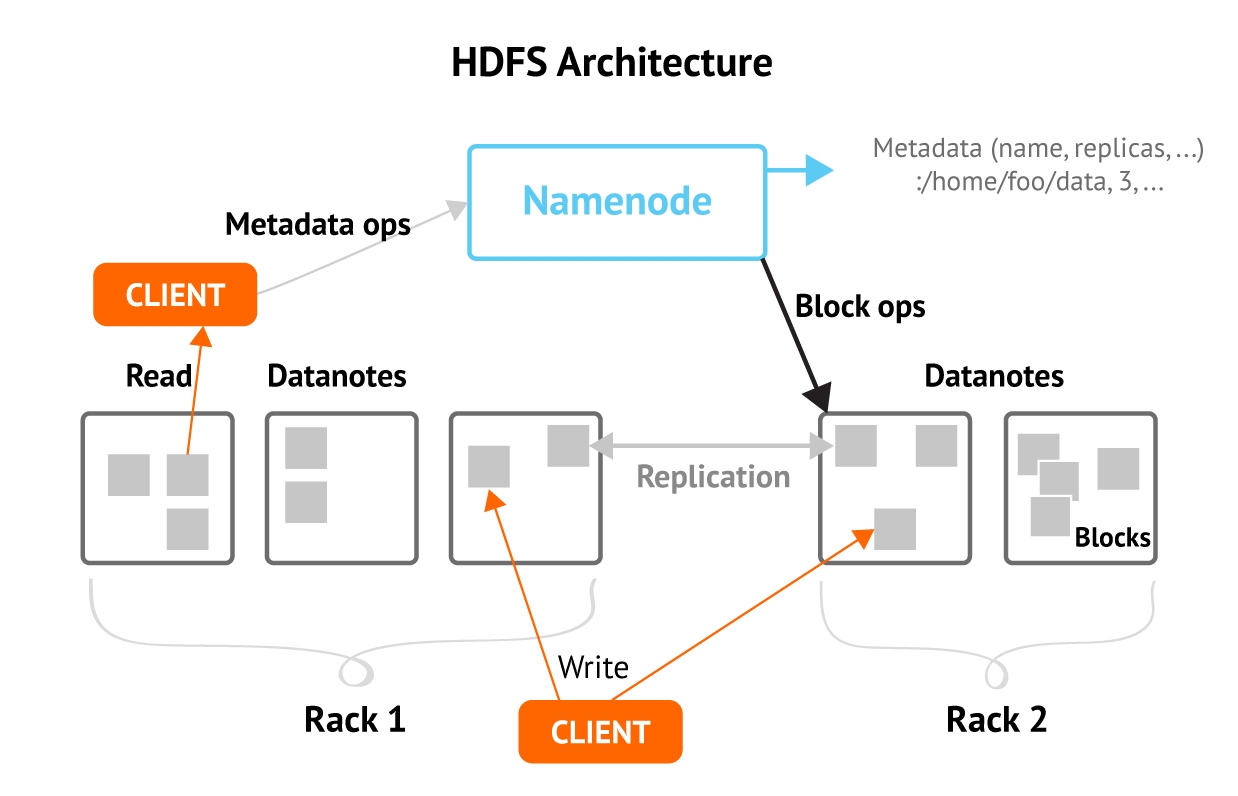 HDFS Architecture
Metadata (name, replicas, ...)
:/home/foo/data, 3, ...
Namenode
Metadata ops
CLIENT
Block ops
Read
Datanotes
Datanotes
Replication
Blocks
Write
Rack 1
CLIENT
Rack 2